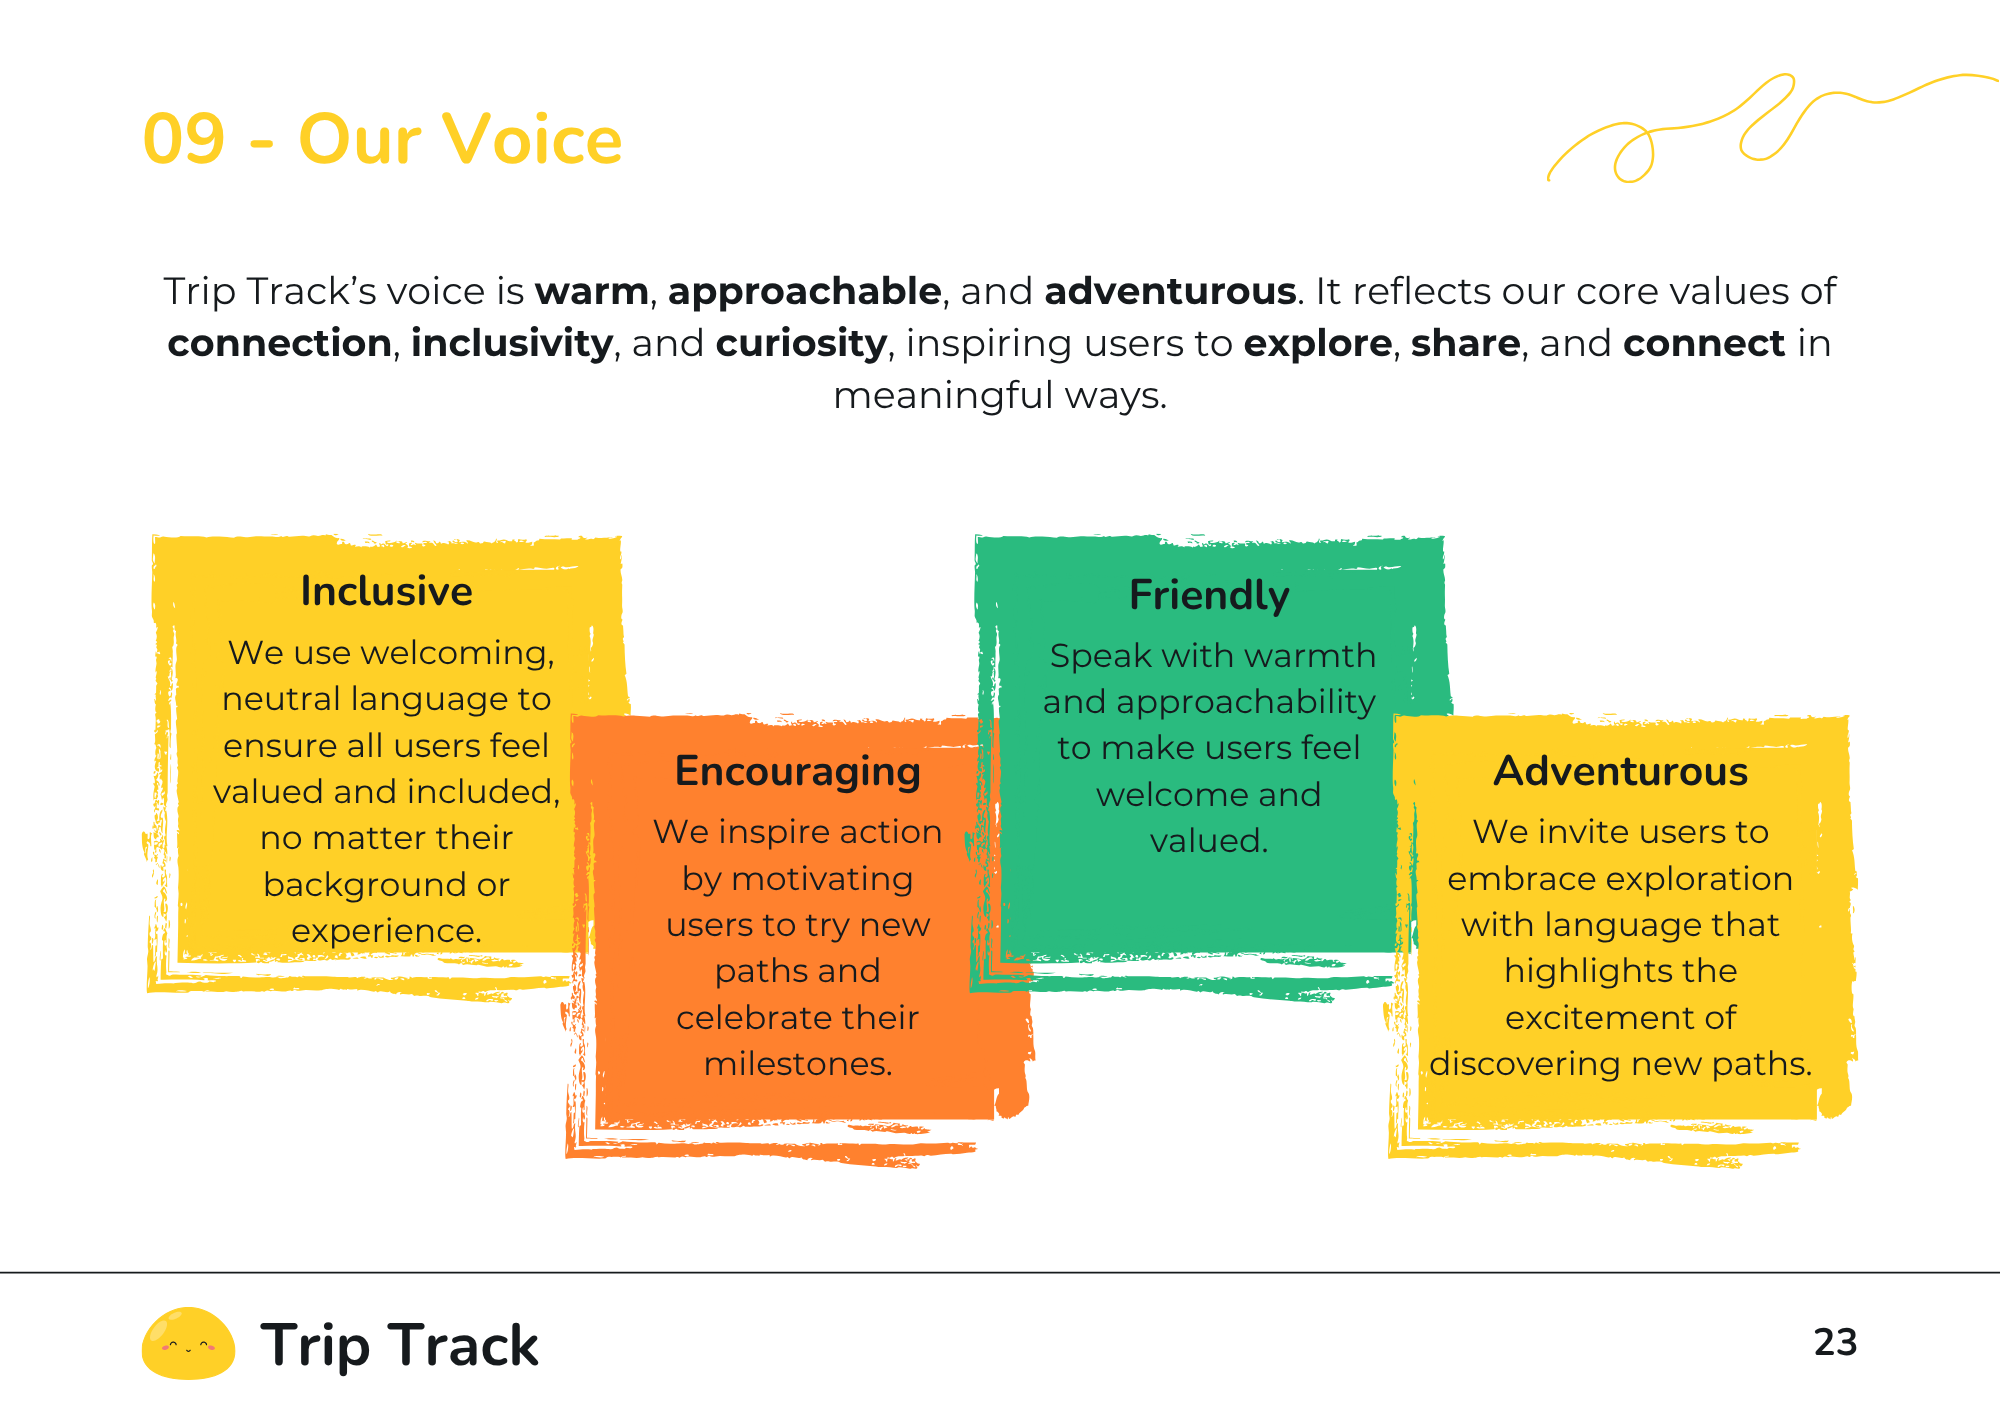 09 - Our Voice
Trip Track’s voice is warm, approachable, and adventurous. It reflects our core values of
connection, inclusivity, and curiosity, inspiring users to explore, share, and connect in
meaningful ways.
Inclusive
We use welcoming,
neutral language to
ensure all users feel
valued and included,
no matter their
background or
experience.
Encouraging
We inspire action
by motivating
users to try new
paths and
celebrate their
milestones.
Friendly
Speak with warmth
and approachability
to make users feel
welcome and
valued.
Adventurous
We invite users to
embrace exploration
with language that
highlights the
excitement of
discovering new paths.
Trip Track
23